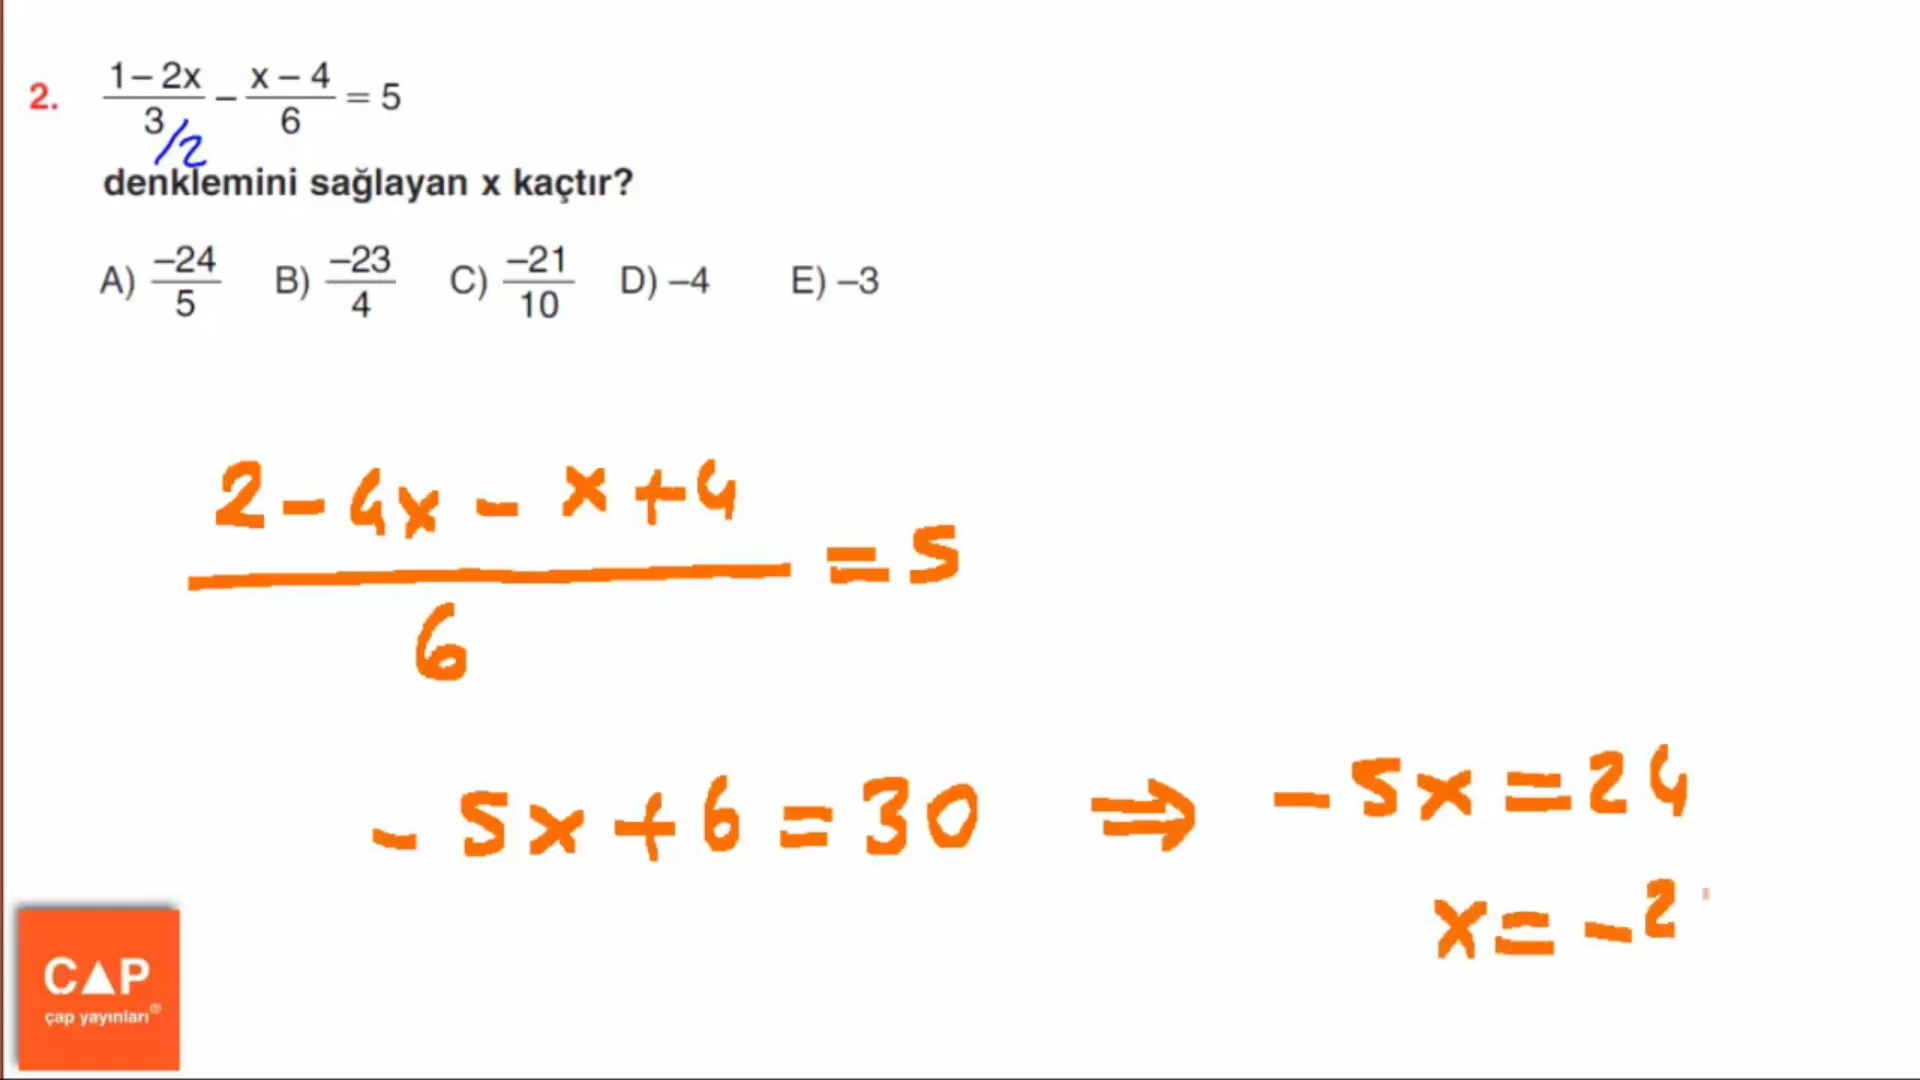 2. (1 – 2x)/3 – (x – 4)/6 = 5
/2
denklemini sağlayan x kaçtır?
A) –24/5 B) –23/4 C) –21/10 D) –4 E) –3
(2 - 4x - x + 4)/6 = 5
- 5x + 6 = 30 ⇒ - 5x = 24
x = - 2
CAP
çap yayınları®